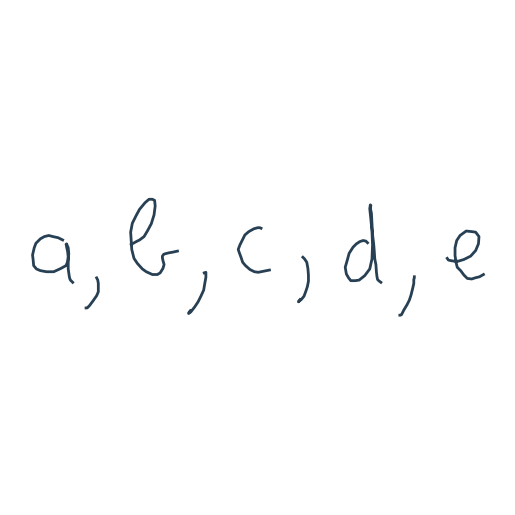 a, b, c, d, e